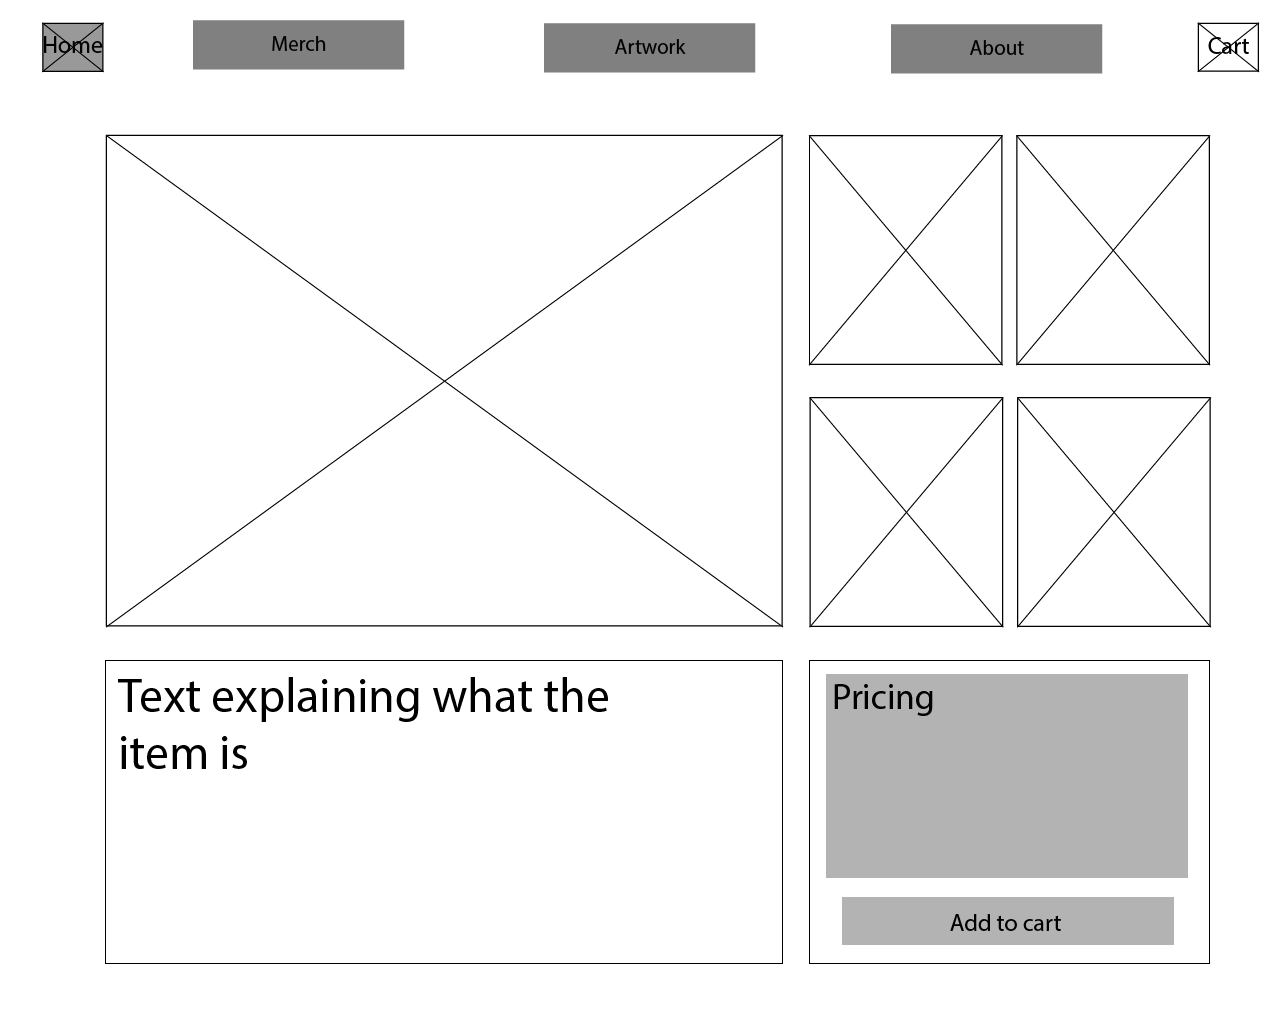 Home
Merch
Artwork
About
Cart
Text explaining what the
item is
Pricing
Add to cart